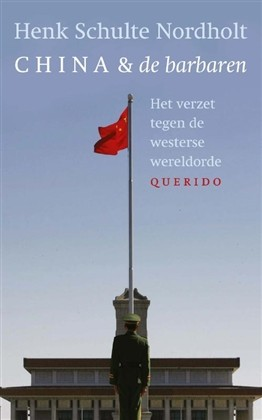 Henk Schulte Nordholt
CHINA & de barbaren
Het verzet
tegen de
westerse
wereldorde
QUERIDO